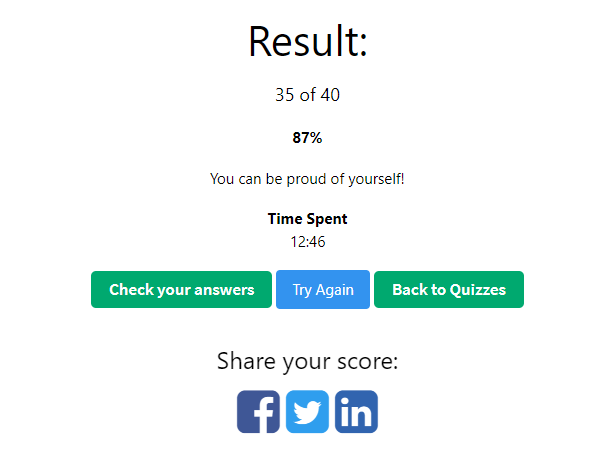 Result:
35 of 40
87%
You can be proud of yourself!
Time Spent
12:46
Check your answers Try Again Back to Quizzes
Share your score:
f in